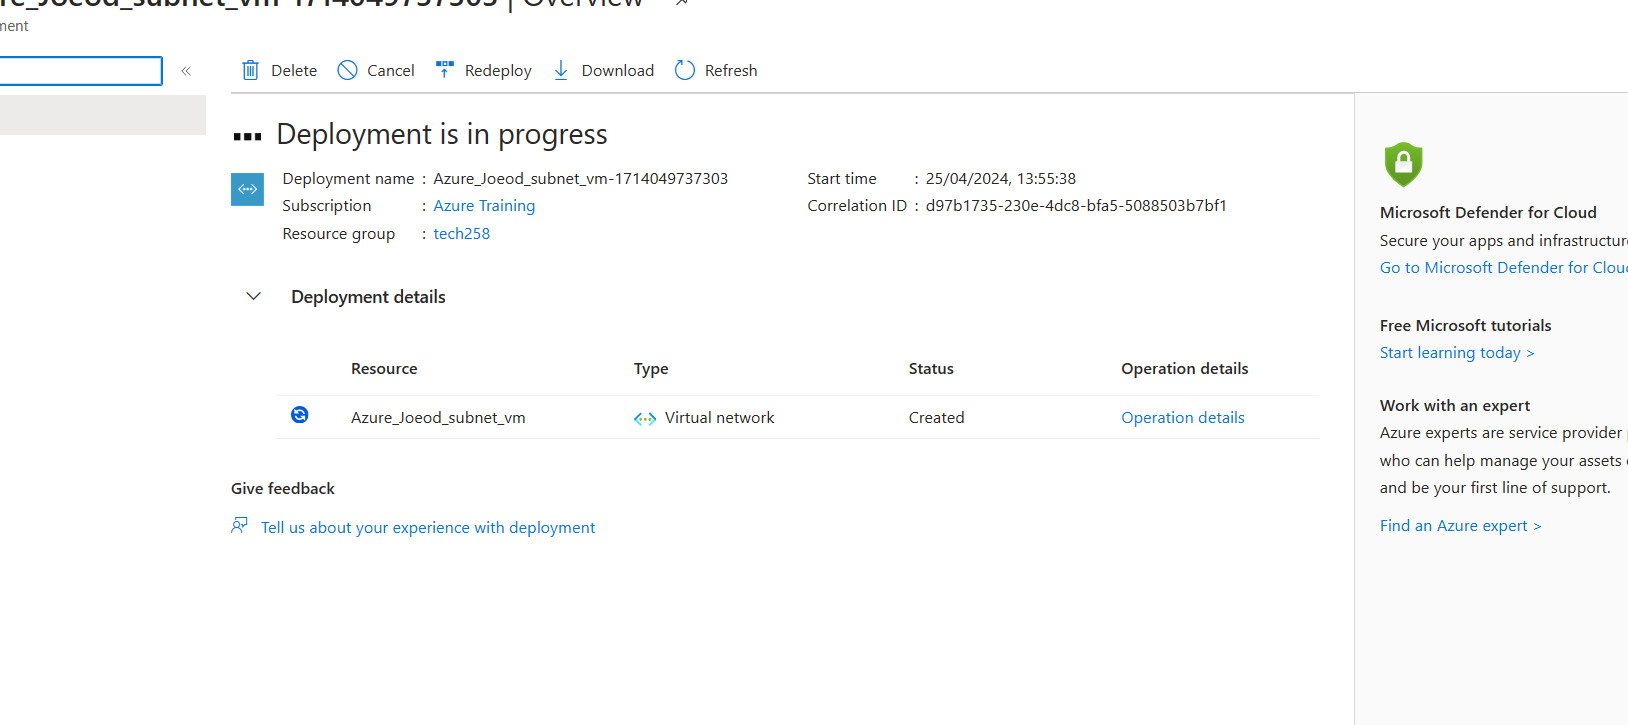 re_Joeod_subnet_vm-1714049737303 | Overview
ment
«
Delete Cancel Redeploy Download Refresh
Deployment is in progress
Deployment name : Azure_Joeod_subnet_vm-1714049737303
Subscription : Azure Training
Resource group : tech258
Start time : 25/04/2024, 13:55:38
Correlation ID : d97b1735-230e-4dc8-bfa5-5088503b7bf1
Deployment details
Resource Type Status Operation details
Azure_Joeod_subnet_vm Virtual network Created Operation details
Give feedback
Tell us about your experience with deployment
Microsoft Defender for Cloud
Secure your apps and infrastructure
Go to Microsoft Defender for Cloud
Free Microsoft tutorials
Start learning today >
Work with an expert
Azure experts are service provider
who can help manage your assets
and be your first line of support.
Find an Azure expert >